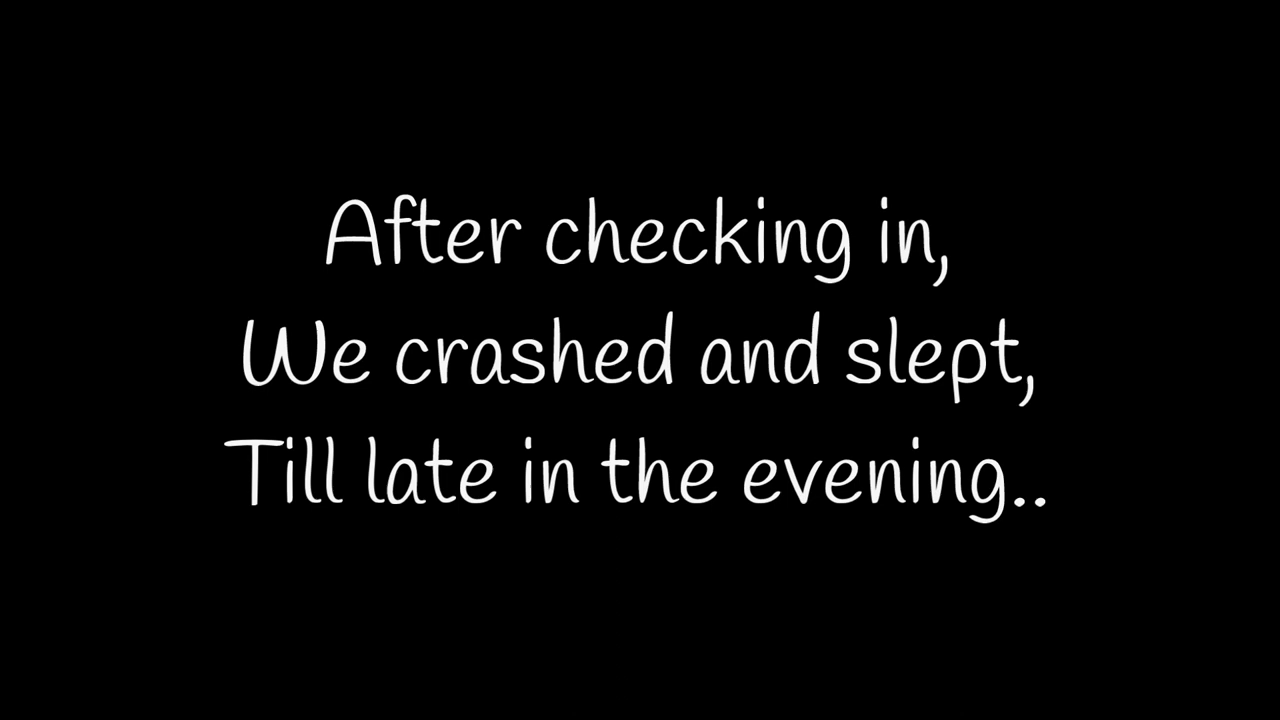 After checking in,
We crashed and slept,
Till late in the evening..